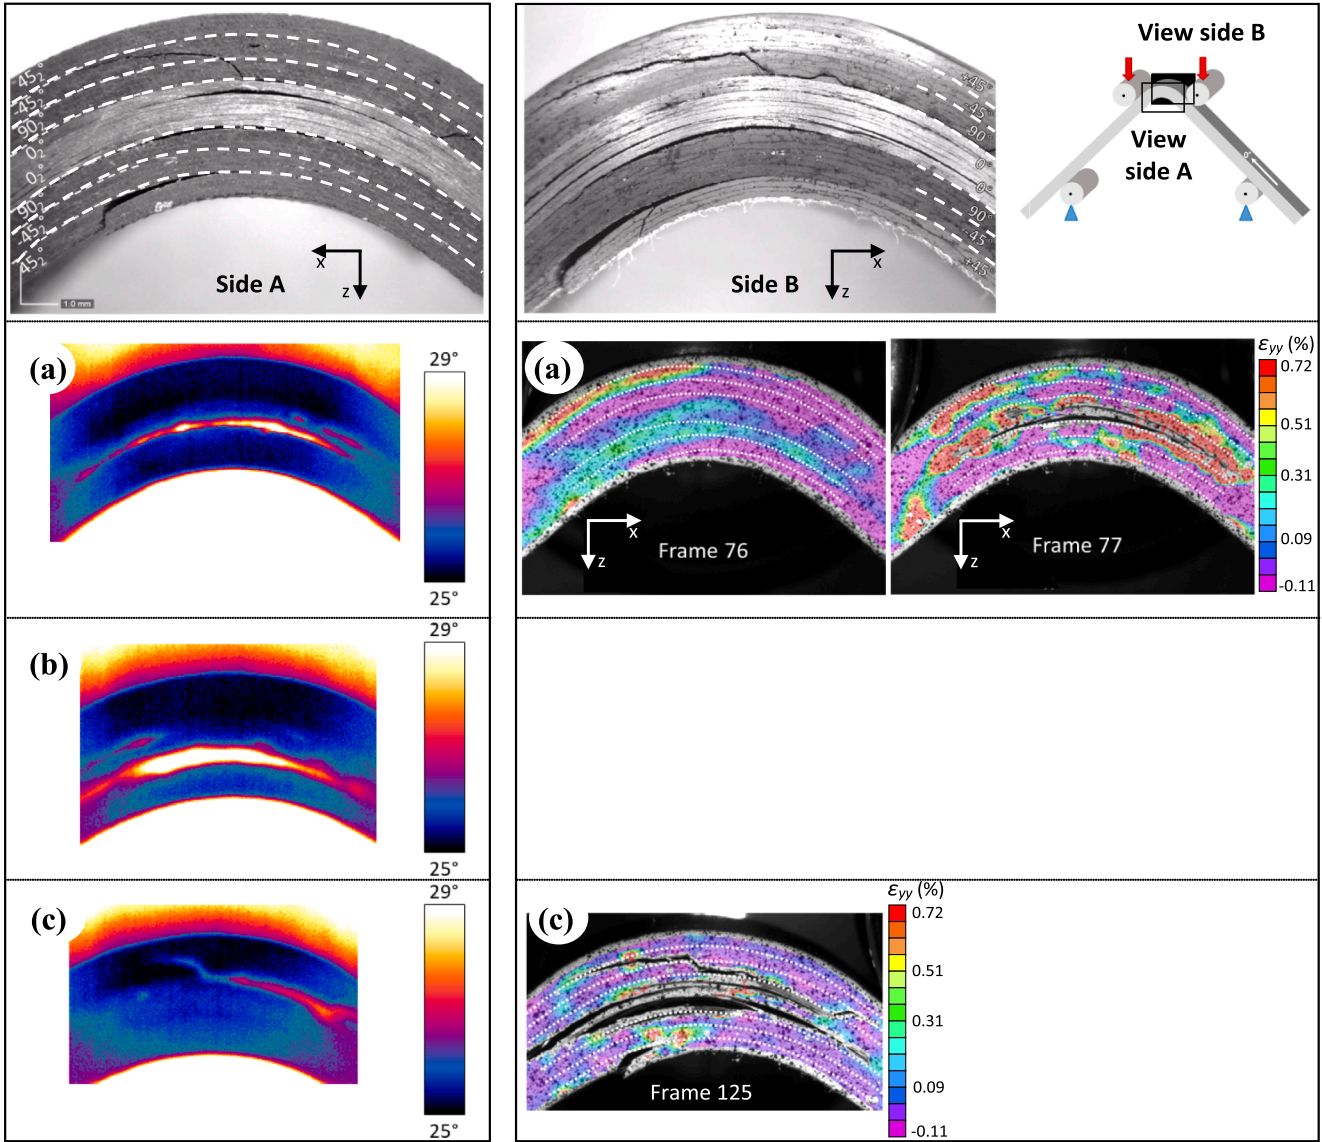 45₂°
-45₂°
90₂°
0₂°
0₂°
90₂°
-45₂°
45₂°
1.0 mm
Side A
x
z
+45°
-45°
90°
0°
0°
90°
-45°
+45°
Side B
x
z
View side B
View
side A
0°
(a)
29°
25°
(a)
x
z
Frame 76
x
z
Frame 77
εyy (%)
0.72
0.51
0.31
0.09
-0.11
(b)
29°
25°
(c)
29°
25°
(c)
Frame 125
εyy (%)
0.72
0.51
0.31
0.09
-0.11